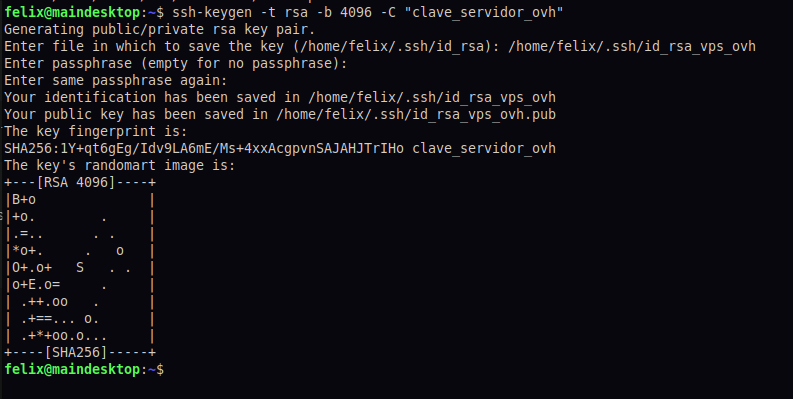 felix@maindesktop:~$ ssh-keygen -t rsa -b 4096 -C "clave_servidor_ovh"
Generating public/private rsa key pair.
Enter file in which to save the key (/home/felix/.ssh/id_rsa): /home/felix/.ssh/id_rsa_vps_ovh
Enter passphrase (empty for no passphrase):
Enter same passphrase again:
Your identification has been saved in /home/felix/.ssh/id_rsa_vps_ovh
Your public key has been saved in /home/felix/.ssh/id_rsa_vps_ovh.pub
The key fingerprint is:
SHA256:1Y+qt6gEg/Idv9LA6mE/Ms+4xxAcgpvnSAJAHJTrIHo clave_servidor_ovh
The key's randomart image is:
+---[RSA 4096]----+
|B+o              |
|+o.        .     |
|.=..      . .    |
|*o+.     .   o   |
|O+.o+   S   . .  |
|o+E.o=     .     |
| .++.oo   .      |
| .+==... o.      |
| .+*+oo.o...     |
+----[SHA256]-----+
felix@maindesktop:~$